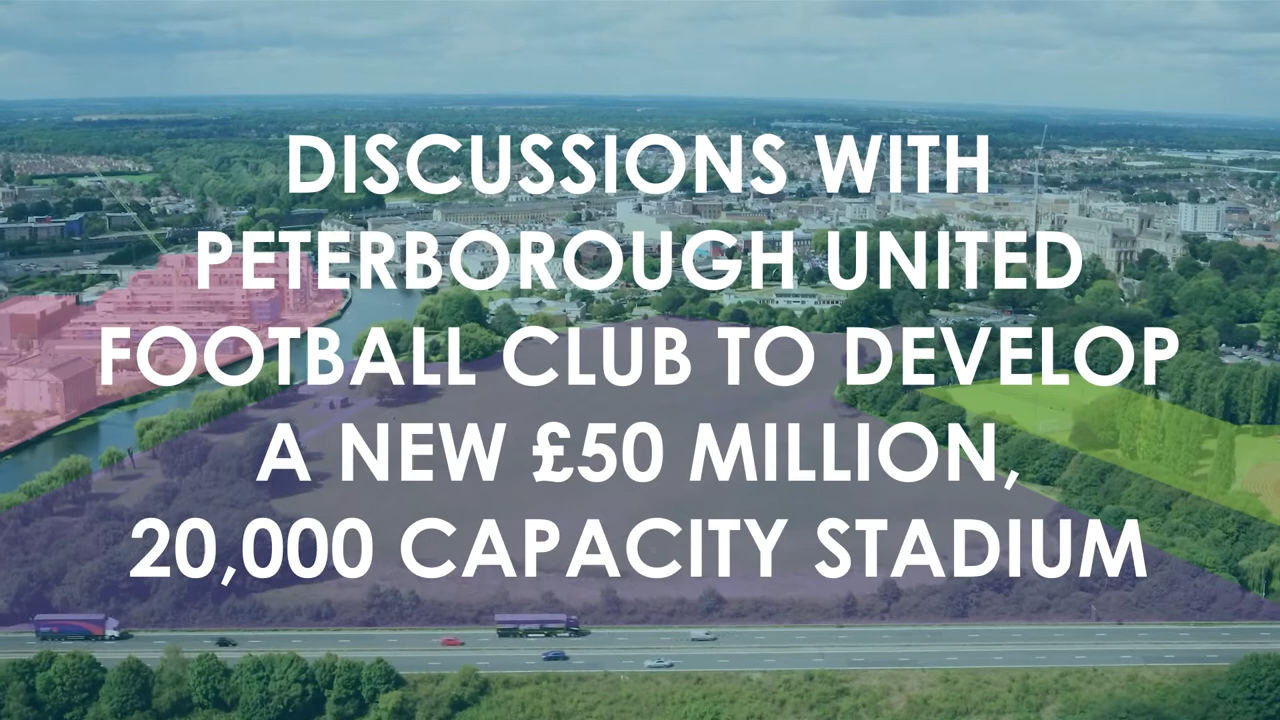 DISCUSSIONS WITH
PETERBOROUGH UNITED
FOOTBALL CLUB TO DEVELOP
A NEW £50 MILLION,
20,000 CAPACITY STADIUM